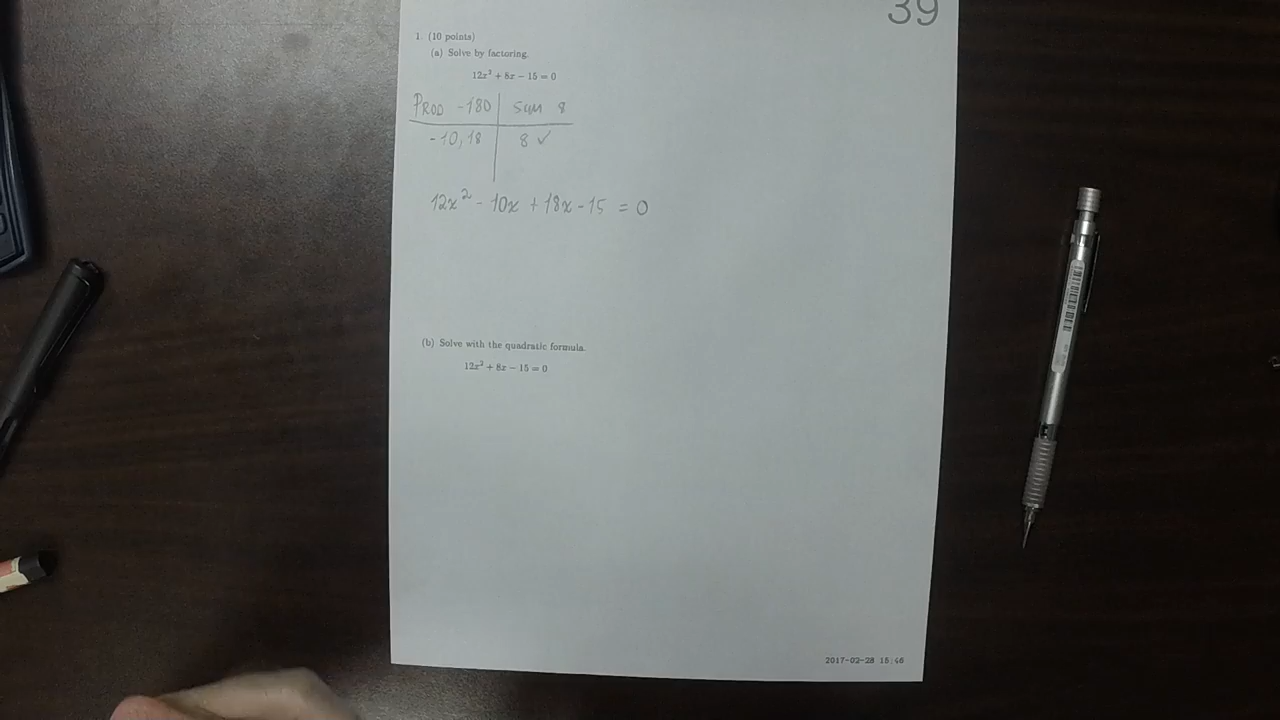 39
1. (10 points)
(a) Solve by factoring.
12x² + 8x − 15 = 0
PROD -180 | SUM 8
-10, 18 | 8 ✓
12x² - 10x + 18x - 15 = 0
(b) Solve with the quadratic formula.
12x² + 8x − 15 = 0
2017-02-28 15:46